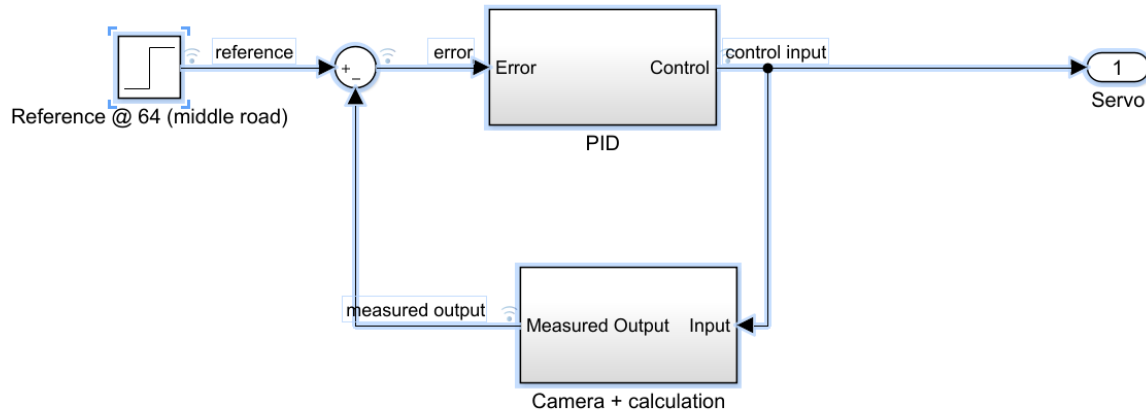 reference
error
control input
+
−
Error
Control
1
Reference @ 64 (middle road)
Servo
PID
measured output
Measured Output
Input
Camera + calculation